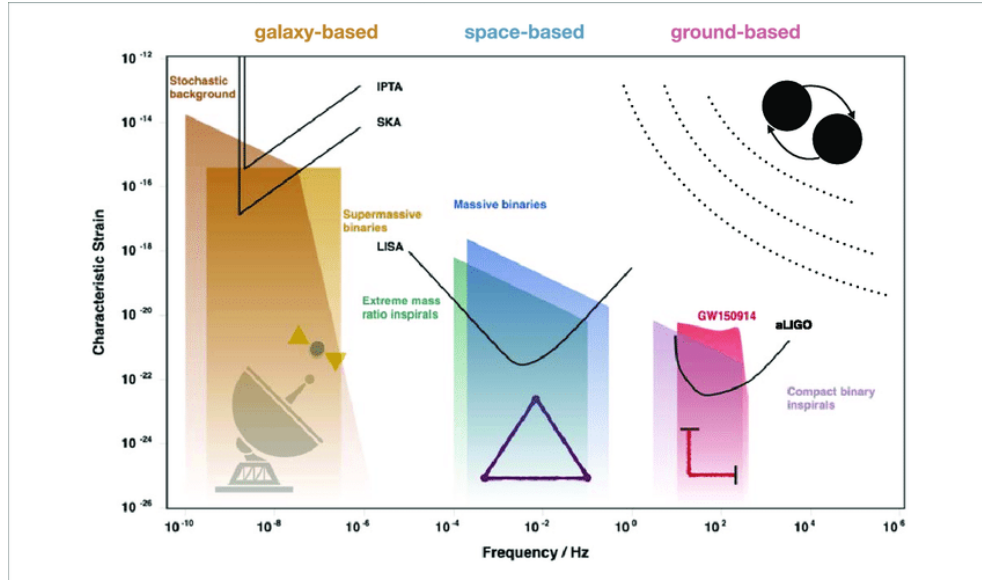 galaxy-based space-based ground-based
10 -12
Stochastic
background
IPTA
10 -14
SKA
10 -16
Supermassive
binaries
Massive binaries
10 -18
LISA
Extreme mass
ratio inspirals
10 -20
GW150914
aLIGO
10 -22
Compact binary
inspirals
10 -24
10 -26
Characteristic Strain
10 -10 10 -8 10 -6 10 -4 10 -2 10 0 10 2 10 4 10 6
Frequency / Hz